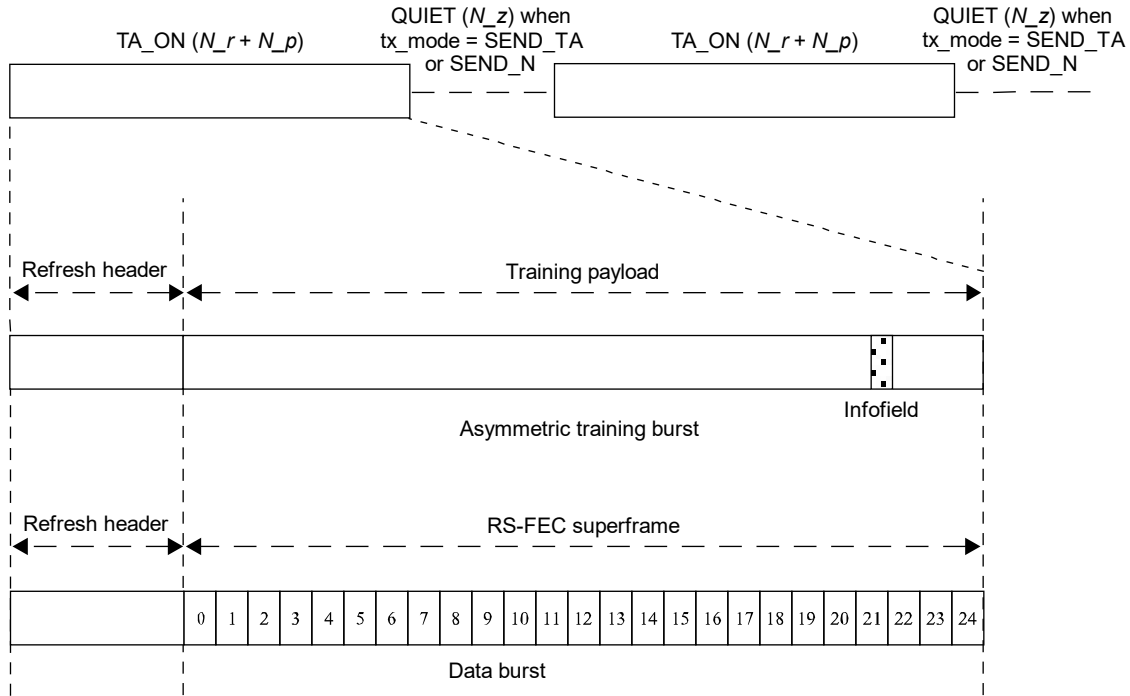 QUIET (N_z) when
tx_mode = SEND_TA
or SEND_N
TA_ON (N_r + N_p)
TA_ON (N_r + N_p)
QUIET (N_z) when
tx_mode = SEND_TA
or SEND_N
Refresh header
Training payload
Infofield
Asymmetric training burst
Refresh header
RS-FEC superframe
0 1 2 3 4 5 6 7 8 9 10 11 12 13 14 15 16 17 18 19 20 21 22 23 24
Data burst